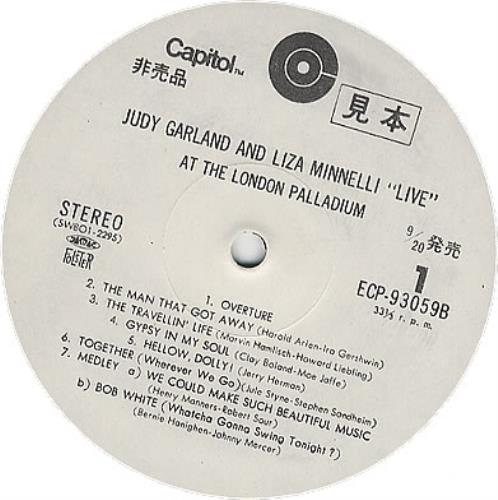 Capitol™
非売品
見本
JUDY GARLAND AND LIZA MINNELLI "LIVE"
AT THE LONDON PALLADIUM
STEREO
(SWBO1-2295)
9/20 発売
1
ECP-93059B
33⅓ r. p. m.
1. OVERTURE
2. THE MAN THAT GOT AWAY (Harold Arlen-Ira Gershwin)
3. THE TRAVELLIN' LIFE (Marvin Hamlisch-Howard Liebling)
4. GYPSY IN MY SOUL (Clay Boland-Moe Jaffe)
5. HELLOW, DOLLY! (Jerry Herman)
6. TOGETHER (Wherever We Go)(Jule Styne-Stephen Sondheim)
7. MEDLEY a) WE COULD MAKE SUCH BEAUTIFUL MUSIC
(Henry Manners-Robert Sour)
b) BOB WHITE (Whatcha Gonna Swing Tonight?)
(Bernie Hanighen-Johnny Mercer)